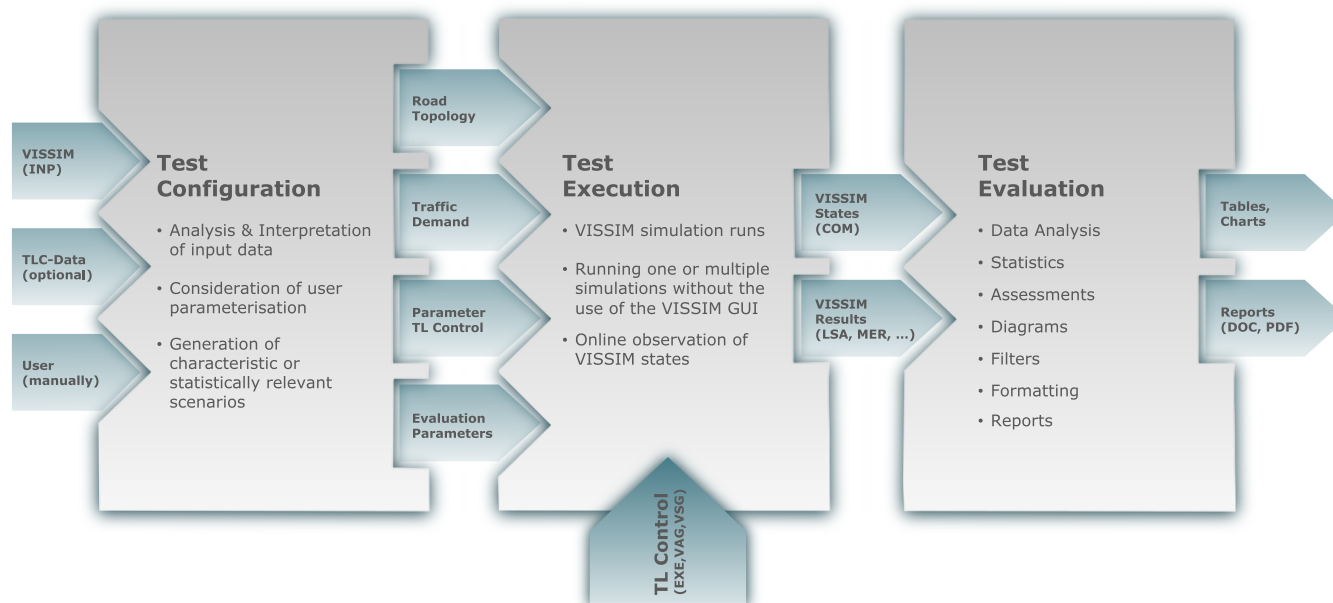 VISSIM
(INP)
TLC-Data
(optional)
User
(manually)
Test
Configuration
• Analysis & Interpretation
of input data
• Consideration of user
parameterisation
• Generation of
characteristic or
statistically relevant
scenarios
Road
Topology
Traffic
Demand
Parameter
TL Control
Evaluation
Parameters
Test
Execution
• VISSIM simulation runs
• Running one or multiple
simulations without the
use of the VISSIM GUI
• Online observation of
VISSIM states
TL Control
(EXE,VAG,VSG)
VISSIM
States
(COM)
VISSIM
Results
(LSA, MER, ...)
Test
Evaluation
• Data Analysis
• Statistics
• Assessments
• Diagrams
• Filters
• Formatting
• Reports
Tables,
Charts
Reports
(DOC, PDF)